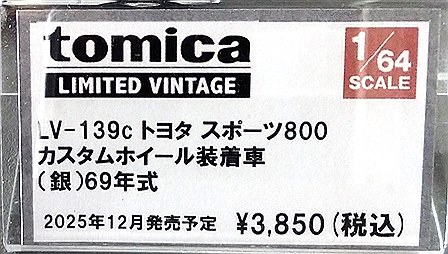 tomica
LIMITED VINTAGE
1/64
SCALE
LV-139c トヨタ スポーツ800
カスタムホイール装着車
(銀)69年式
2025年12月発売予定 ¥3,850(税込)